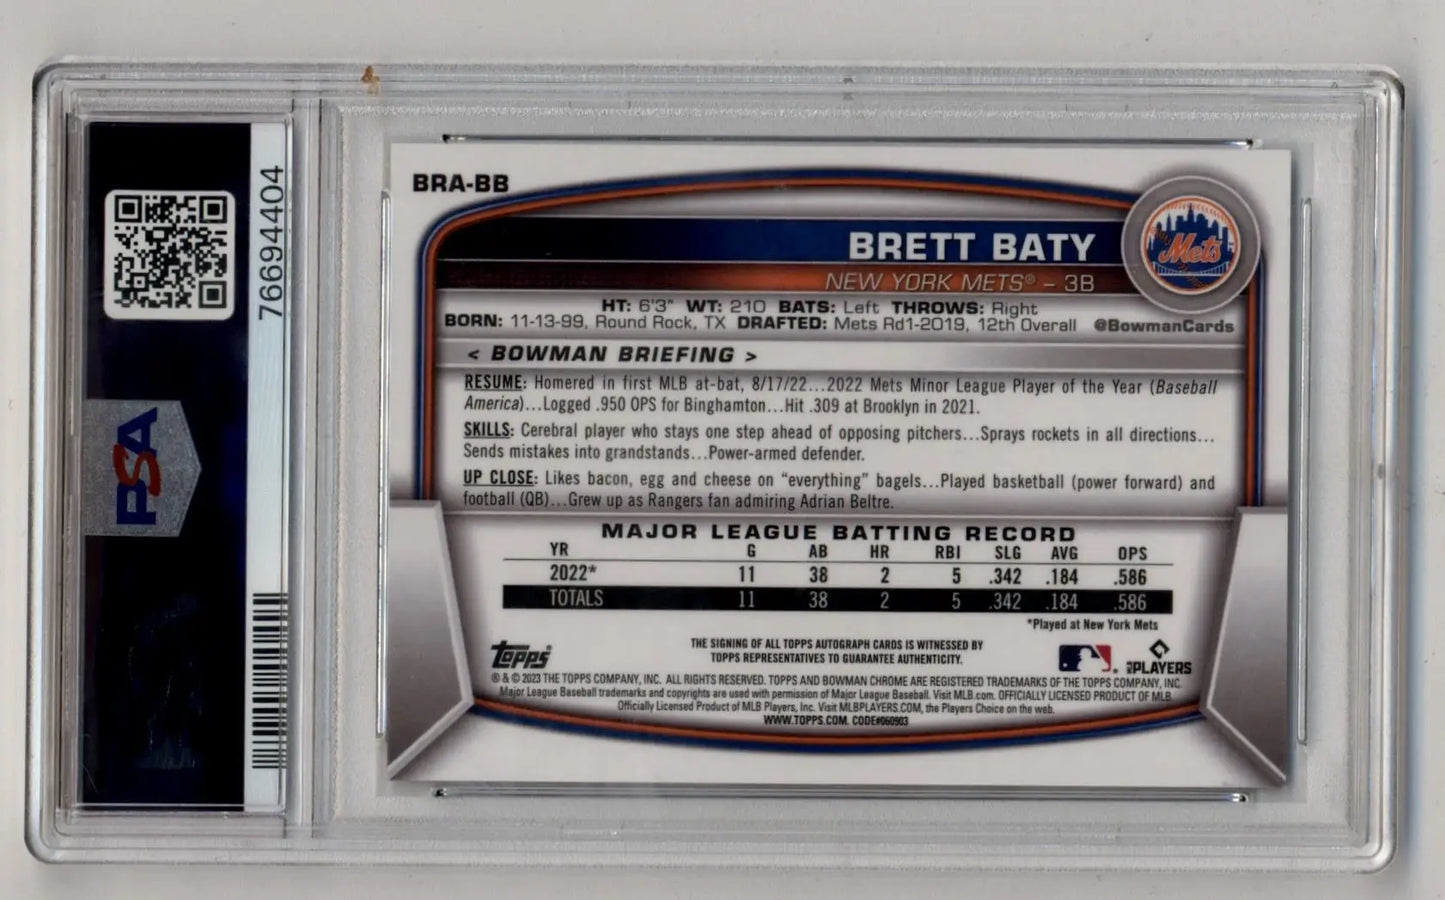 76694404
PSA
BRA-BB
BRETT BATY
Mets
NEW YORK METS® – 3B
HT: 6'3" WT: 210 BATS: Left THROWS: Right
BORN: 11-13-99, Round Rock, TX DRAFTED: Mets Rd1-2019, 12th Overall @BowmanCards
< BOWMAN BRIEFING >
RESUME: Homered in first MLB at-bat, 8/17/22...2022 Mets Minor League Player of the Year (Baseball
America)...Logged .950 OPS for Binghamton...Hit .309 at Brooklyn in 2021.
SKILLS: Cerebral player who stays one step ahead of opposing pitchers...Sprays rockets in all directions...
Sends mistakes into grandstands...Power-armed defender.
UP CLOSE: Likes bacon, egg and cheese on "everything" bagels...Played basketball (power forward) and
football (QB)...Grew up as Rangers fan admiring Adrian Beltre.
MAJOR LEAGUE BATTING RECORD
YR G AB HR RBI SLG AVG OPS
2022* 11 38 2 5 .342 .184 .586
TOTALS 11 38 2 5 .342 .184 .586
*Played at New York Mets
Topps
THE SIGNING OF ALL TOPPS AUTOGRAPH CARDS IS WITNESSED BY
TOPPS REPRESENTATIVES TO GUARANTEE AUTHENTICITY.
PLAYERS
® & © 2023 THE TOPPS COMPANY, INC. ALL RIGHTS RESERVED. TOPPS AND BOWMAN CHROME ARE REGISTERED TRADEMARKS OF THE TOPPS COMPANY, INC.
Major League Baseball trademarks and copyrights are used with permission of Major League Baseball. Visit MLB.com. OFFICIALLY LICENSED PRODUCT OF MLB
Officially Licensed Product of MLB Players, Inc. Visit MLBPLAYERS.COM, the Players Choice on the web.
WWW.TOPPS.COM. CODE#060903